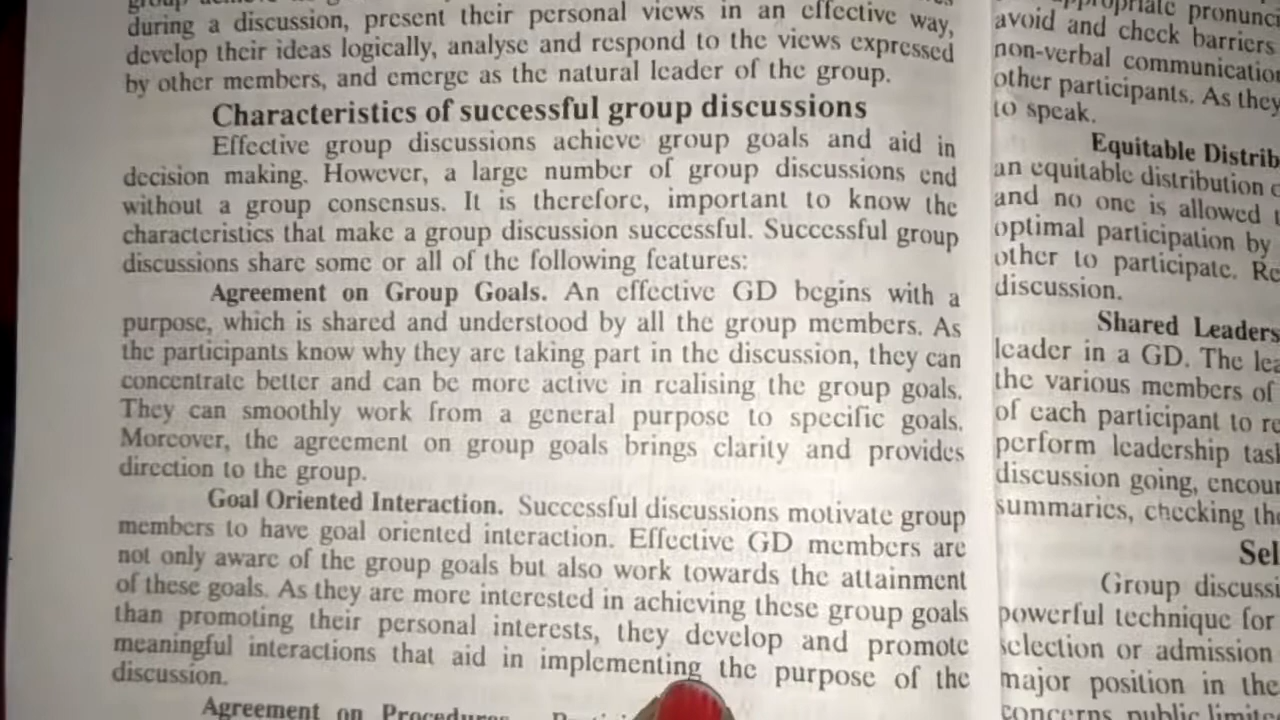 during a discussion, present their personal views in an effective way,
develop their ideas logically, analyse and respond to the views expressed
by other members, and emerge as the natural leader of the group.
Characteristics of successful group discussions
Effective group discussions achieve group goals and aid in
decision making. However, a large number of group discussions end
without a group consensus. It is therefore, important to know the
characteristics that make a group discussion successful. Successful group
discussions share some or all of the following features:
Agreement on Group Goals. An effective GD begins with a
purpose, which is shared and understood by all the group members. As
the participants know why they are taking part in the discussion, they can
concentrate better and can be more active in realising the group goals.
They can smoothly work from a general purpose to specific goals.
Moreover, the agreement on group goals brings clarity and provides
direction to the group.
Goal Oriented Interaction. Successful discussions motivate group
members to have goal oriented interaction. Effective GD members are
not only aware of the group goals but also work towards the attainment
of these goals. As they are more interested in achieving these group goals
than promoting their personal interests, they develop and promote
meaningful interactions that aid in implementing the purpose of the
discussion.
Agreement on Procedures.
avoid and check barriers
non-verbal communication
other participants. As they
to speak.
Equitable
an equitable distribution
and no one is allowed
optimal participation by
other to participate.
discussion.
Shared
leader in a GD. The
the various members of
of each participant to
perform leadership
discussion going,
summaries, checking
Group
powerful technique for
selection or admission
major position in the
concerns, public